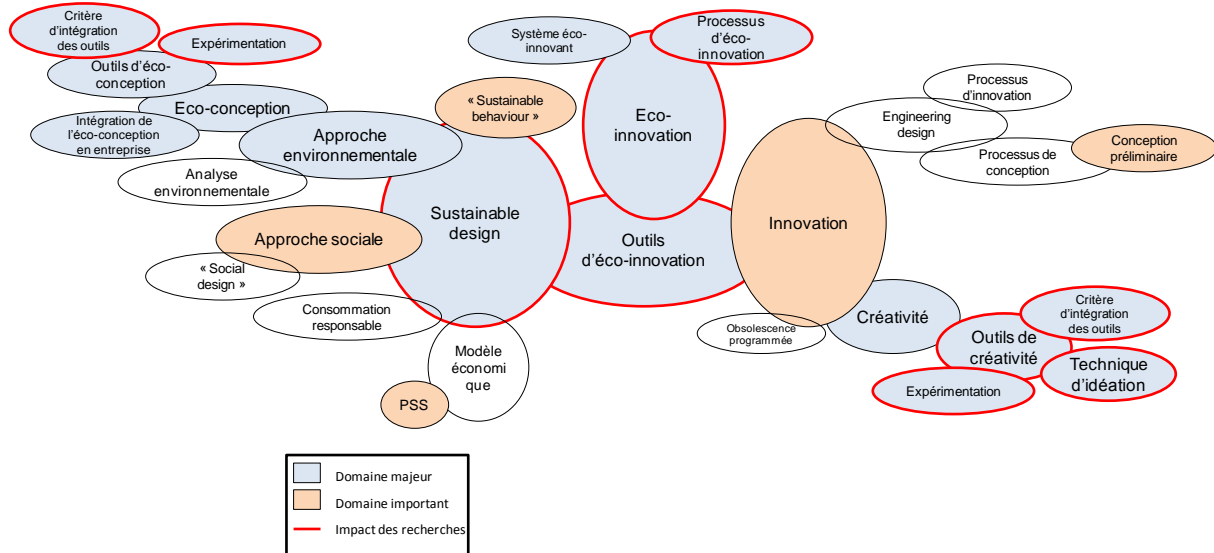 Critère
d'intégration
des outils
Expérimentation
Outils d'éco-
conception
Eco-conception
Intégration de
l'éco-conception
en entreprise
Approche
environnementale
Analyse
environnementale
« Sustainable
behaviour »
Sustainable
design
Approche sociale
« Social
design »
Consommation
responsable
Modèle
économi
que
PSS
Système éco-
innovant
Processus
d'éco-
innovation
Eco-
innovation
Outils
d'éco-innovation
Innovation
Engineering
design
Processus
d'innovation
Processus de
conception
Conception
préliminaire
Obsolescence
programmée
Créativité
Outils de
créativité
Critère
d'intégration
des outils
Technique
d'idéation
Expérimentation
Domaine majeur
Domaine important
Impact des recherches